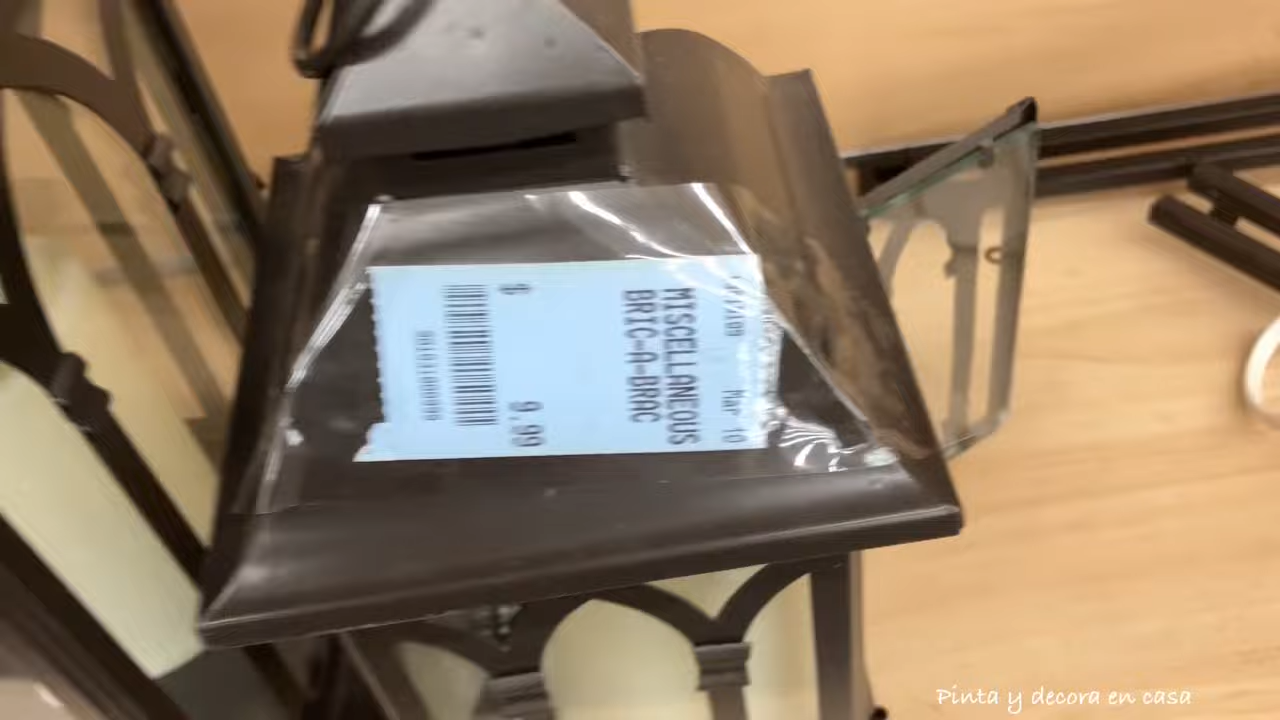 Mar 10
MISCELLANEOUS
BRIC-A-BRAC
$ 9.99
Pinta y decora en casa